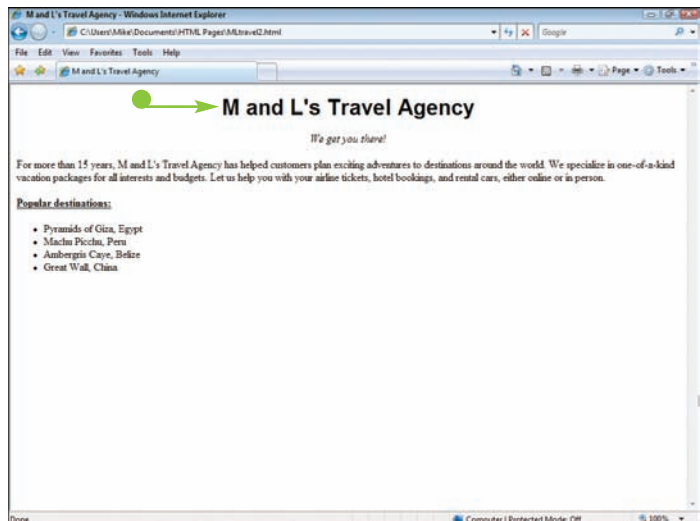 M and L's Travel Agency - Windows Internet Explorer
C:\Users\Mike\Documents\HTML Pages\MLtravel2.html
Google
File Edit View Favorites Tools Help
M and L's Travel Agency
Page Tools
M and L's Travel Agency
We get you there!
For more than 15 years, M and L's Travel Agency has helped customers plan exciting adventures to destinations around the world. We specialize in one-of-a-kind
vacation packages for all interests and budgets. Let us help you with your airline tickets, hotel bookings, and rental cars, either online or in person.
Popular destinations:
• Pyramids of Giza, Egypt
• Machu Picchu, Peru
• Ambergris Caye, Belize
• Great Wall, China
Done
Computer | Protected Mode: Off
100%